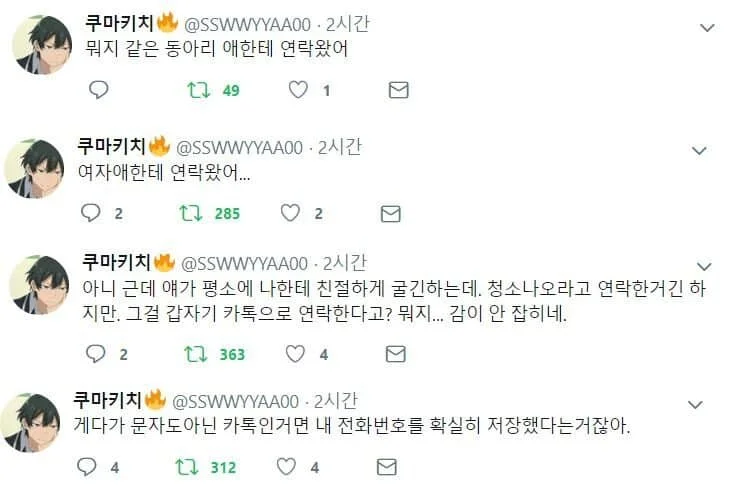 쿠마키치🔥 @SSWWYYAA00 · 2시간
뭐지 같은 동아리 애한테 연락왔어
49 1
쿠마키치🔥 @SSWWYYAA00 · 2시간
여자애한테 연락왔어...
2 285 2
쿠마키치🔥 @SSWWYYAA00 · 2시간
아니 근데 얘가 평소에 나한테 친절하게 굴긴하는데. 청소나오라고 연락한거긴 하
지만. 그걸 갑자기 카톡으로 연락한다고? 뭐지... 감이 안 잡히네.
2 363 4
쿠마키치🔥 @SSWWYYAA00 · 2시간
게다가 문자도아닌 카톡인거면 내 전화번호를 확실히 저장했다는거잖아.
4 312 4